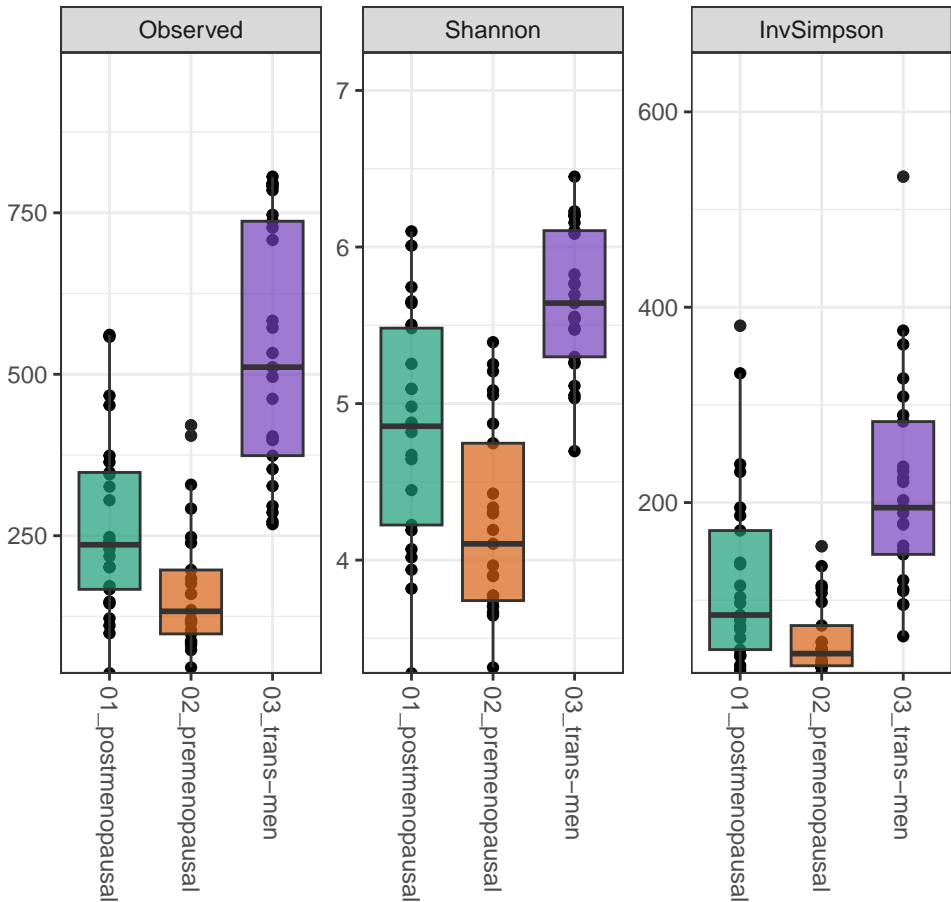 Observed
Shannon
InvSimpson
750
500
250
7
6
5
4
600
400
200
01_postmenopausal
02_premenopausal
03_trans−men
01_postmenopausal
02_premenopausal
03_trans−men
01_postmenopausal
02_premenopausal
03_trans−men